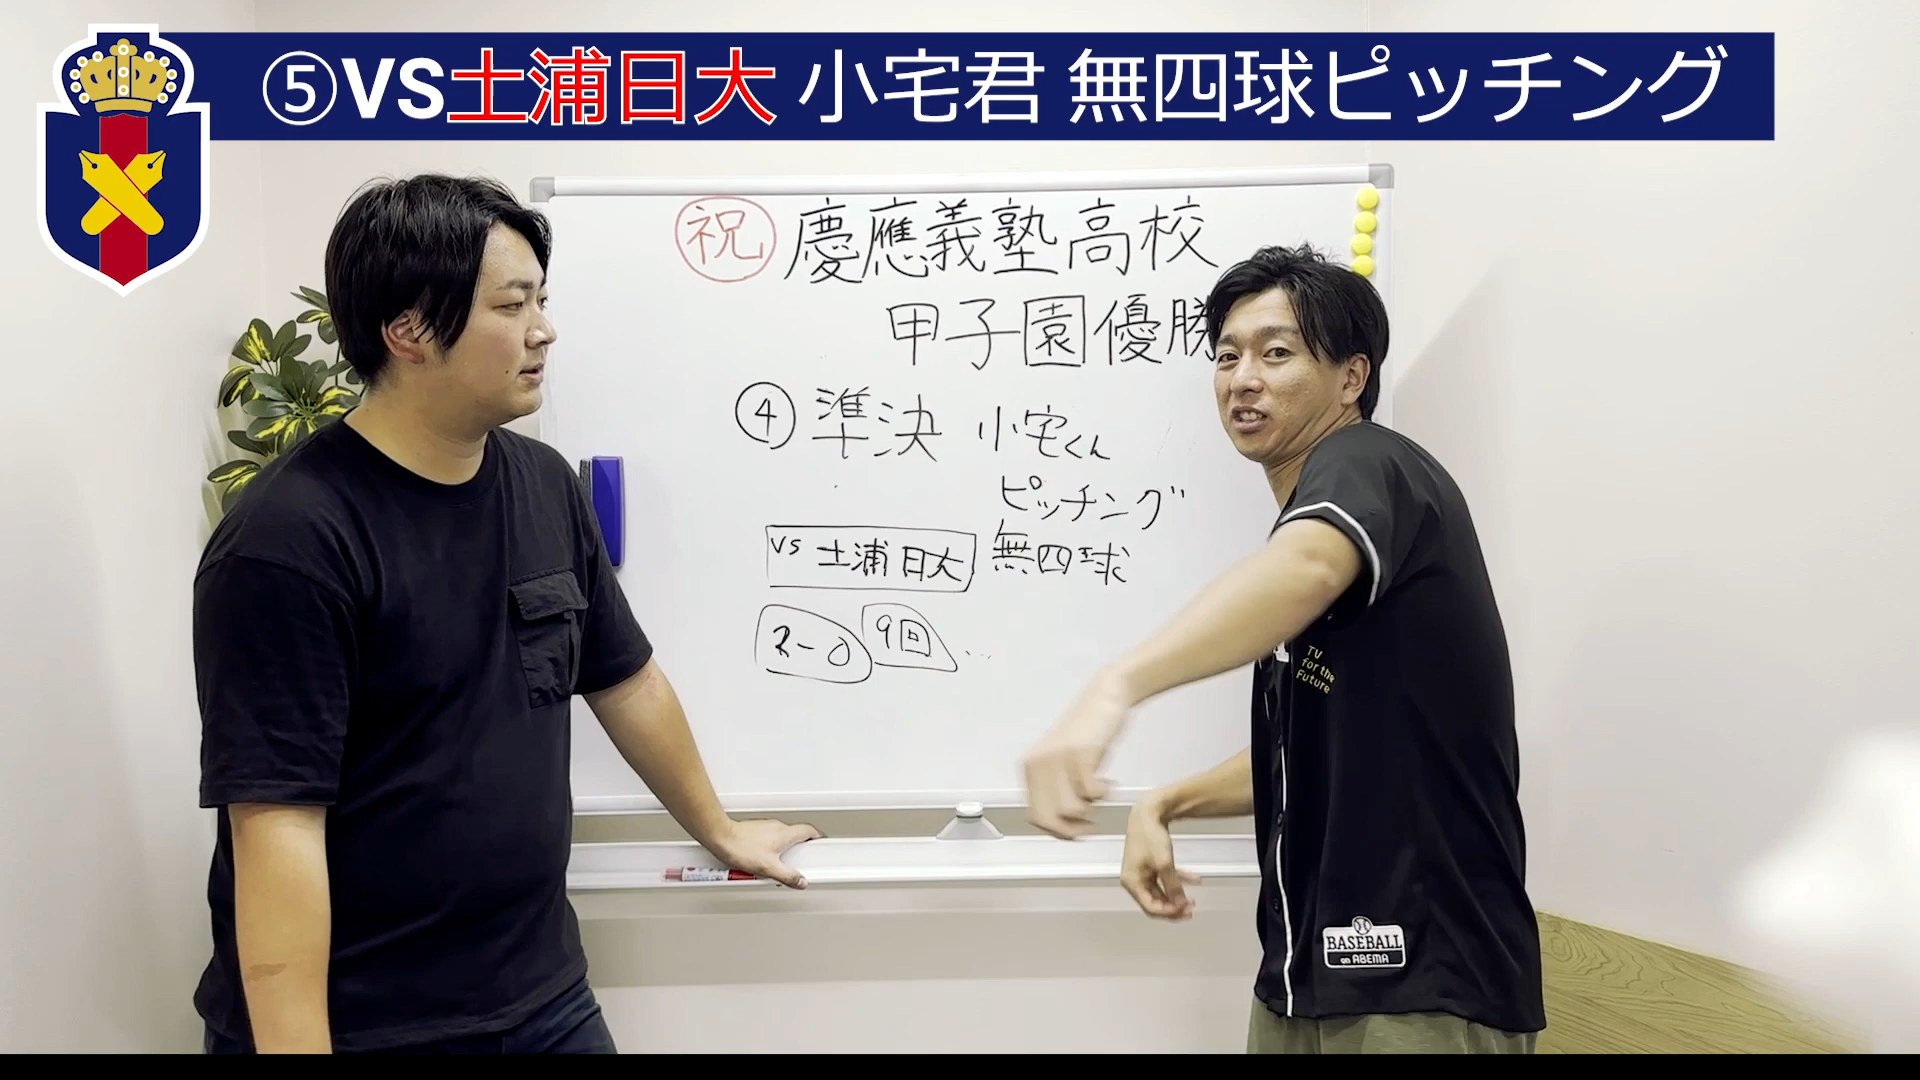 ⑤VS土浦日大 小宅君 無四球ピッチング
祝 慶應義塾高校
甲子園優勝
④ 準決 小宅くん
ピッチング
vs 土浦日大 無四球
2-0 9回 ...
TV
for the
Future
BASEBALL
on ABEMA